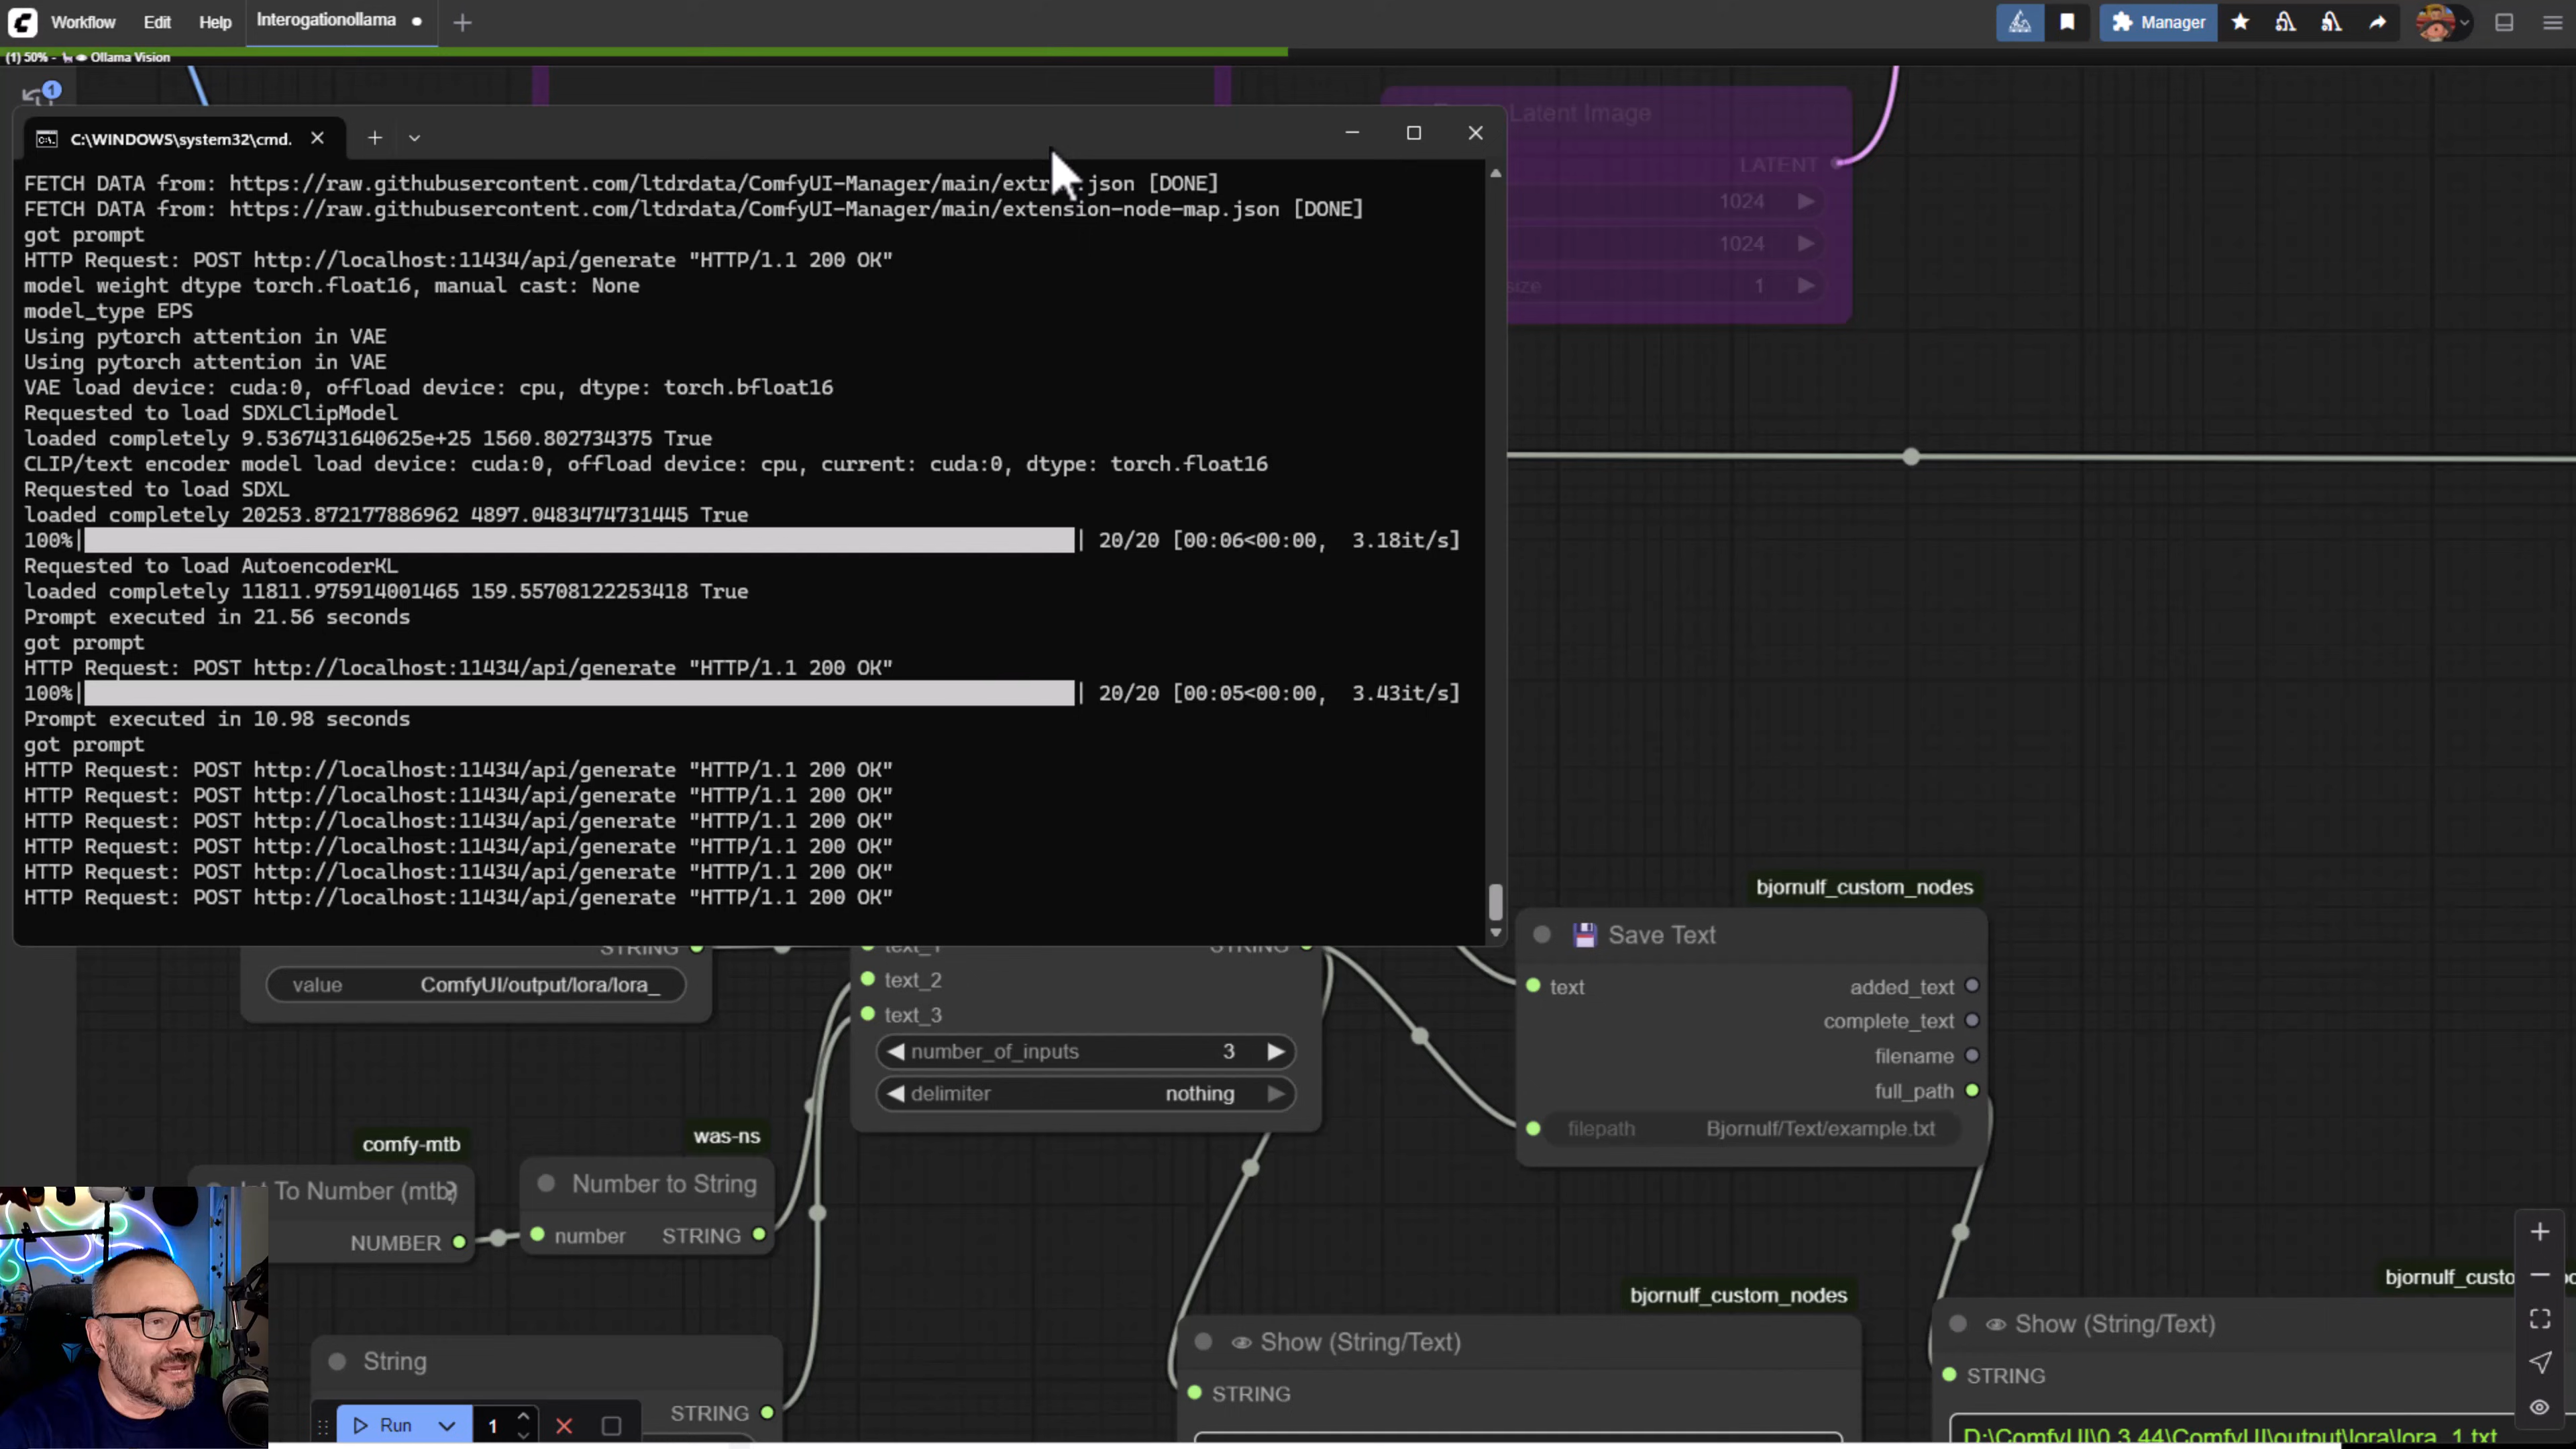 Workflow Edit Help Interogationollama
Manager
(1) 50% - Ollama Vision
1
C:\WINDOWS\system32\cmd.
FETCH DATA from: https://raw.githubusercontent.com/ltdrdata/ComfyUI-Manager/main/ .json [DONE]
FETCH DATA from: https://raw.githubusercontent.com/ltdrdata/ComfyUI-Manager/main/extension-node-map.json [DONE]
got prompt
HTTP Request: POST http://localhost:11434/api/generate "HTTP/1.1 200 OK"
model weight dtype torch.float16, manual cast: None
model_type EPS
Using pytorch attention in VAE
Using pytorch attention in VAE
VAE load device: cuda:0, offload device: cpu, dtype: torch.bfloat16
Requested to load SDXLClipModel
loaded completely 9.5367431640625e+25 1560.802734375 True
CLIP/text encoder model load device: cuda:0, offload device: cpu, current: cuda:0, dtype: torch.float16
Requested to load SDXL
loaded completely 20253.872177886962 4897.0483474731445 True
100%| | 20/20 [00:06<00:00, 3.18it/s]
Requested to load AutoencoderKL
loaded completely 11811.975914001465 159.55708122253418 True
Prompt executed in 21.56 seconds
got prompt
HTTP Request: POST http://localhost:11434/api/generate "HTTP/1.1 200 OK"
100%| | 20/20 [00:05<00:00, 3.43it/s]
Prompt executed in 10.98 seconds
got prompt
HTTP Request: POST http://localhost:11434/api/generate "HTTP/1.1 200 OK"
HTTP Request: POST http://localhost:11434/api/generate "HTTP/1.1 200 OK"
HTTP Request: POST http://localhost:11434/api/generate "HTTP/1.1 200 OK"
HTTP Request: POST http://localhost:11434/api/generate "HTTP/1.1 200 OK"
HTTP Request: POST http://localhost:11434/api/generate "HTTP/1.1 200 OK"
HTTP Request: POST http://localhost:11434/api/generate "HTTP/1.1 200 OK"
Latent Image
LATENT
1024
1024
size 1
STRING
value ComfyUI/output/lora/lora_
text_1 STRING
text_2
text_3
number_of_inputs 3
delimiter nothing
bjornulf_custom_nodes
Save Text
text added_text
complete_text
filename
full_path
filepath Bjornulf/Text/example.txt
comfy-mtb
Int To Number (mtb)
NUMBER
was-ns
Number to String
number STRING
String
STRING
Run 1
bjornulf_custom_nodes
Show (String/Text)
STRING
bjornulf_custo
Show (String/Text)
STRING
D:\ComfyUI\0.3.44\ComfyUI\output\lora\lora_1.txt